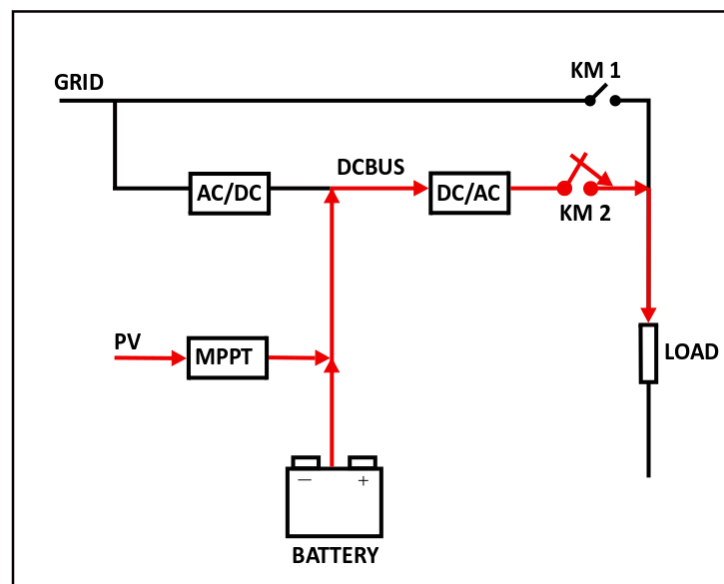 KM 1
GRID
DCBUS
AC/DC
DC/AC
KM 2
PV
MPPT
LOAD
— +
BATTERY